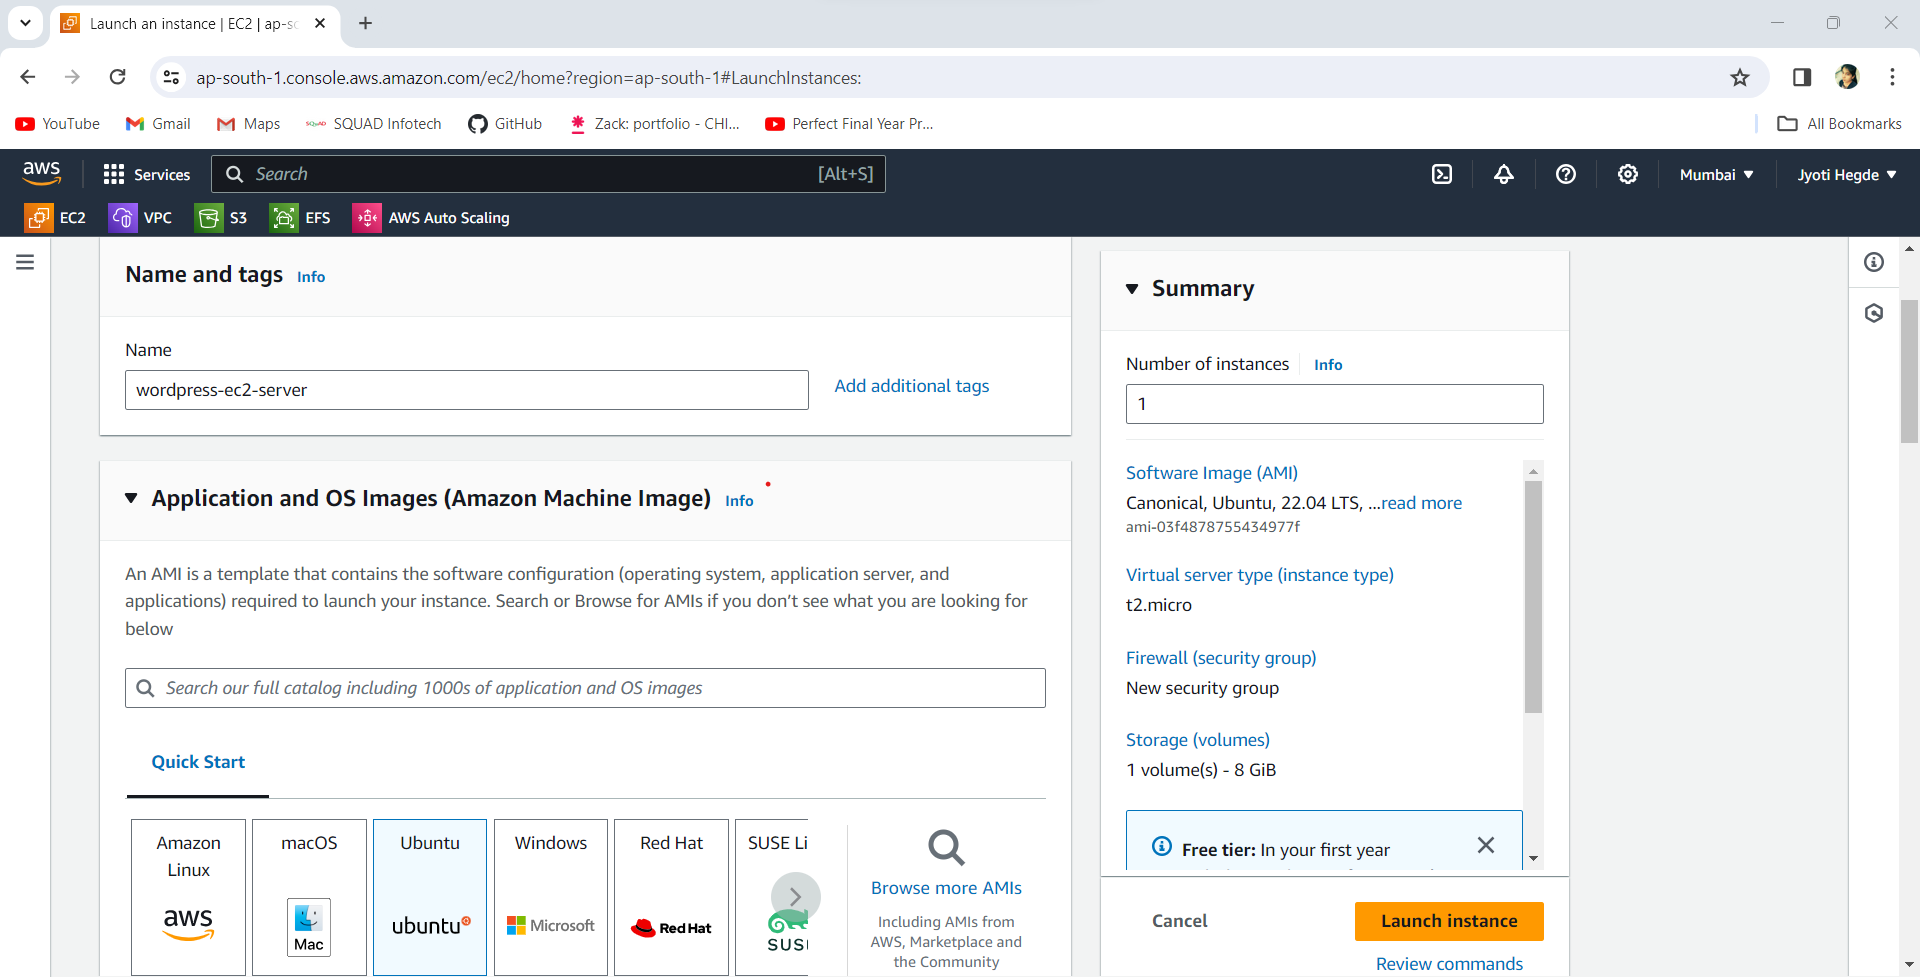 Launch an instance | EC2 | ap-so
ap-south-1.console.aws.amazon.com/ec2/home?region=ap-south-1#LaunchInstances:
YouTube
Gmail
Maps
SQUAD Infotech
GitHub
Zack: portfolio - CHI...
Perfect Final Year Pr...
All Bookmarks
aws
Services
Search
[Alt+S]
Mumbai
Jyoti Hegde
EC2
VPC
S3
EFS
AWS Auto Scaling
Name and tags Info
Name
wordpress-ec2-server
Add additional tags
Application and OS Images (Amazon Machine Image) Info
An AMI is a template that contains the software configuration (operating system, application server, and
applications) required to launch your instance. Search or Browse for AMIs if you don’t see what you are looking for
below
Search our full catalog including 1000s of application and OS images
Quick Start
Amazon
Linux
aws
macOS
Mac
Ubuntu
ubuntu
Windows
Microsoft
Red Hat
RedHat
SUSE Li
SUS
Browse more AMIs
Including AMIs from
AWS, Marketplace and
the Community
Summary
Number of instances Info
1
Software Image (AMI)
Canonical, Ubuntu, 22.04 LTS, ...read more
ami-03f4878755434977f
Virtual server type (instance type)
t2.micro
Firewall (security group)
New security group
Storage (volumes)
1 volume(s) - 8 GiB
Free tier: In your first year
Cancel
Launch instance
Review commands